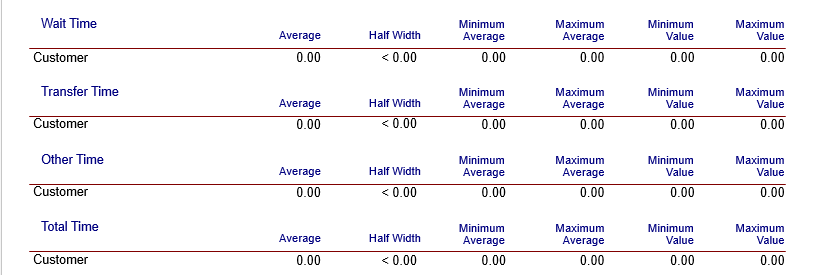 Wait Time
Average Half Width Minimum Average Maximum Average Minimum Value Maximum Value
Customer 0.00 < 0.00 0.00 0.00 0.00 0.00
Transfer Time
Average Half Width Minimum Average Maximum Average Minimum Value Maximum Value
Customer 0.00 < 0.00 0.00 0.00 0.00 0.00
Other Time
Average Half Width Minimum Average Maximum Average Minimum Value Maximum Value
Customer 0.00 < 0.00 0.00 0.00 0.00 0.00
Total Time
Average Half Width Minimum Average Maximum Average Minimum Value Maximum Value
Customer 0.00 < 0.00 0.00 0.00 0.00 0.00